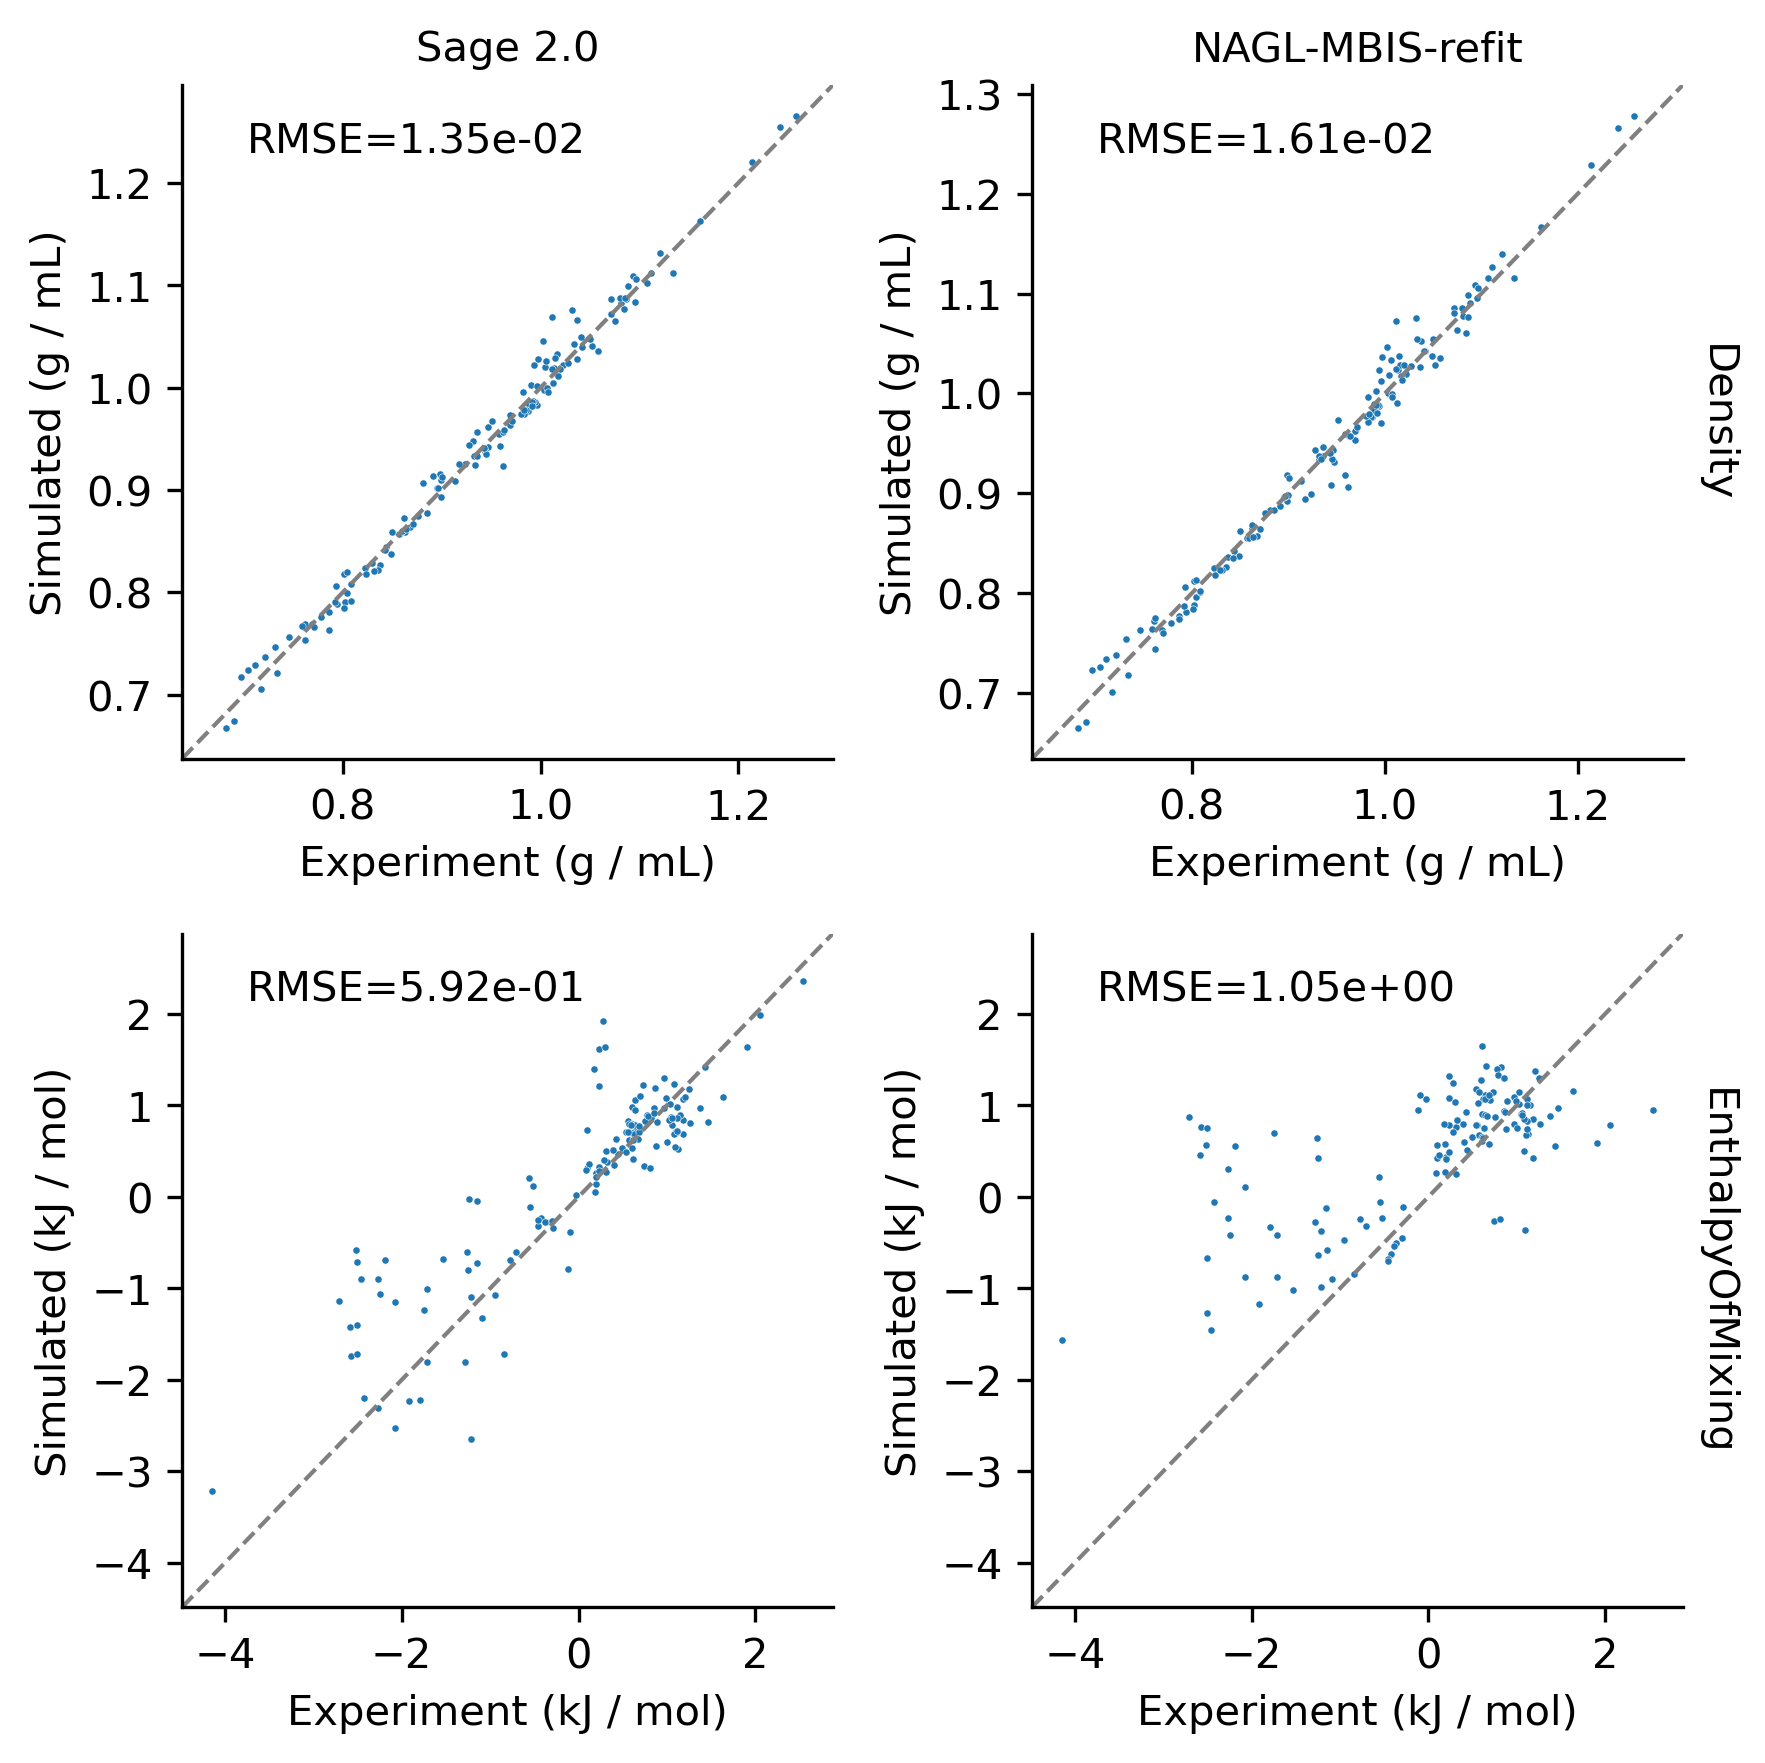 Sage 2.0
NAGL-MBIS-refit
RMSE=1.35e-02
Simulated (g / mL)
1.2
1.1
1.0
0.9
0.8
0.7
0.8
1.0
1.2
Experiment (g / mL)
RMSE=1.61e-02
Simulated (g / mL)
1.3
1.2
1.1
1.0
0.9
0.8
0.7
0.8
1.0
1.2
Experiment (g / mL)
Density
RMSE=5.92e-01
Simulated (kJ / mol)
2
1
0
−1
−2
−3
−4
−4
−2
0
2
Experiment (kJ / mol)
RMSE=1.05e+00
Simulated (kJ / mol)
2
1
0
−1
−2
−3
−4
−4
−2
0
2
Experiment (kJ / mol)
EnthalpyOfMixing